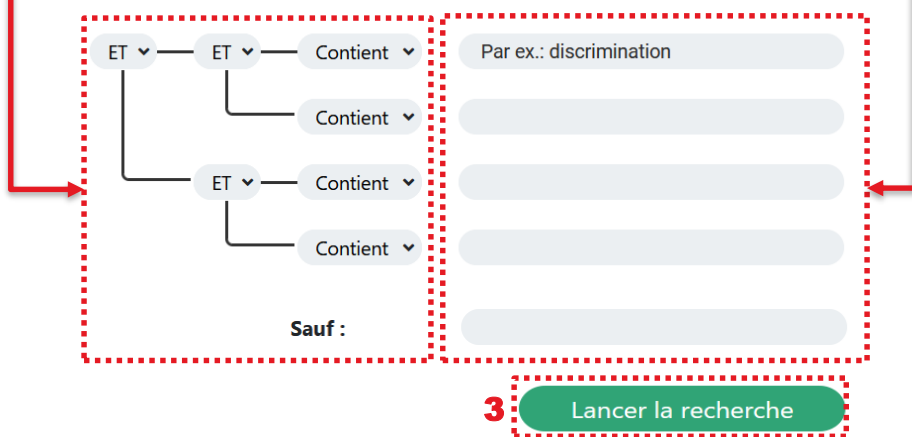 ET ET Contient Par ex.: discrimination
Contient
ET Contient
Contient
Sauf :
3 Lancer la recherche